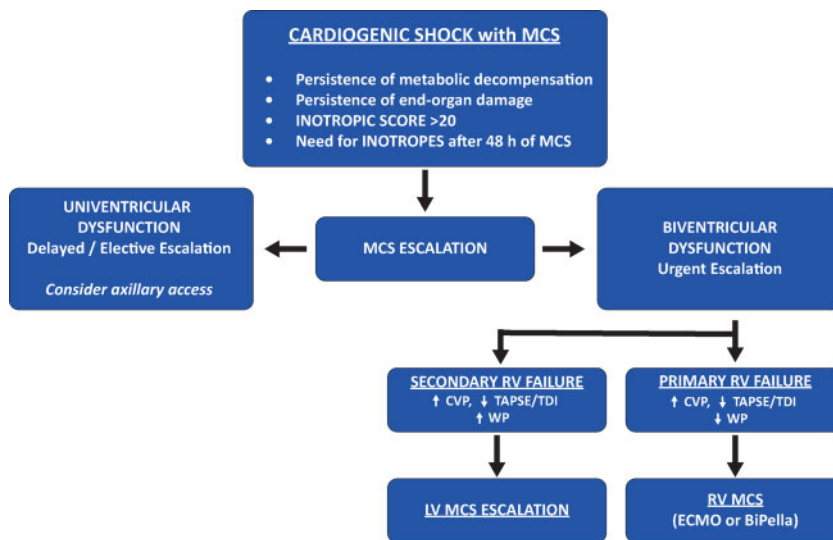 CARDIOGENIC SHOCK with MCS
• Persistence of metabolic decompensation
• Persistence of end-organ damage
• INOTROPIC SCORE >20
• Need for INOTROPES after 48 h of MCS
UNIVENTRICULAR
DYSFUNCTION
Delayed / Elective Escalation
Consider axillary access
MCS ESCALATION
BIVENTRICULAR
DYSFUNCTION
Urgent Escalation
SECONDARY RV FAILURE
↑ CVP, ↓ TAPSE/TDI
↑ WP
PRIMARY RV FAILURE
↑ CVP, ↓ TAPSE/TDI
↓ WP
LV MCS ESCALATION
RV MCS
(ECMO or BiPella)